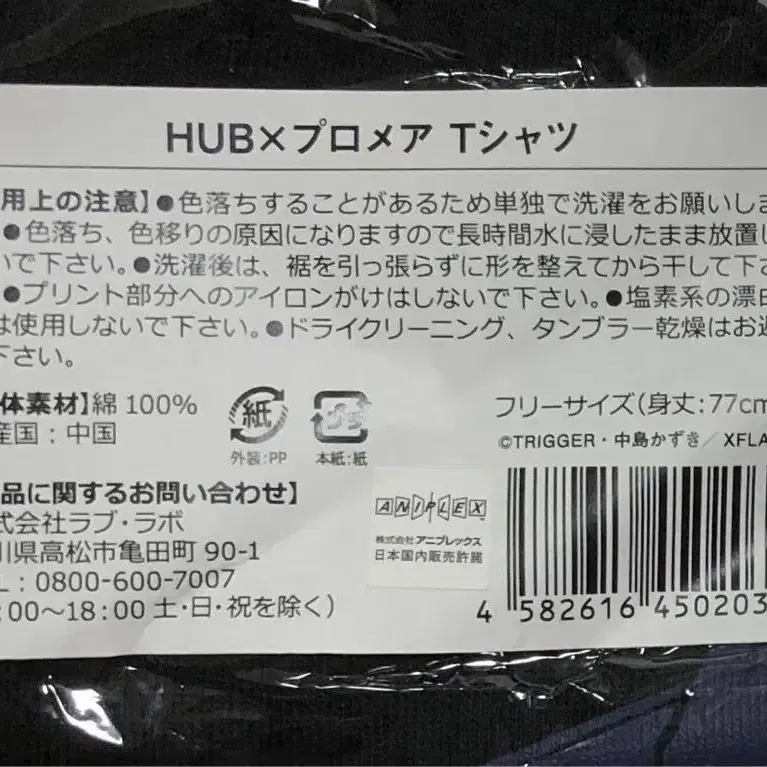 HUB×プロメア Tシャツ
用上の注意】●色落ちすることがあるため単独で洗濯をお願いしま
●色落ち、色移りの原因になりますので長時間水に浸したまま放置し
いで下さい。●洗濯後は、裾を引っ張らずに形を整えてから干して下さ
●プリント部分へのアイロンがけはしないで下さい。●塩素系の漂白
は使用しないで下さい。●ドライクリーニング、タンブラー乾燥はお避
下さい。
体素材】綿 100%
産国：中国
紙
外装:PP
プラ
本紙:紙
フリーサイズ(身丈:77cm
©TRIGGER・中島かずき／XFLA
品に関するお問い合わせ】
式会社ラブ・ラボ
川県高松市亀田町 90-1
L：0800-600-7007
:00〜18:00 土・日・祝を除く)
ANIPLEX
株式会社アニプレックス
日本国内販売許諾
4 582616 450203